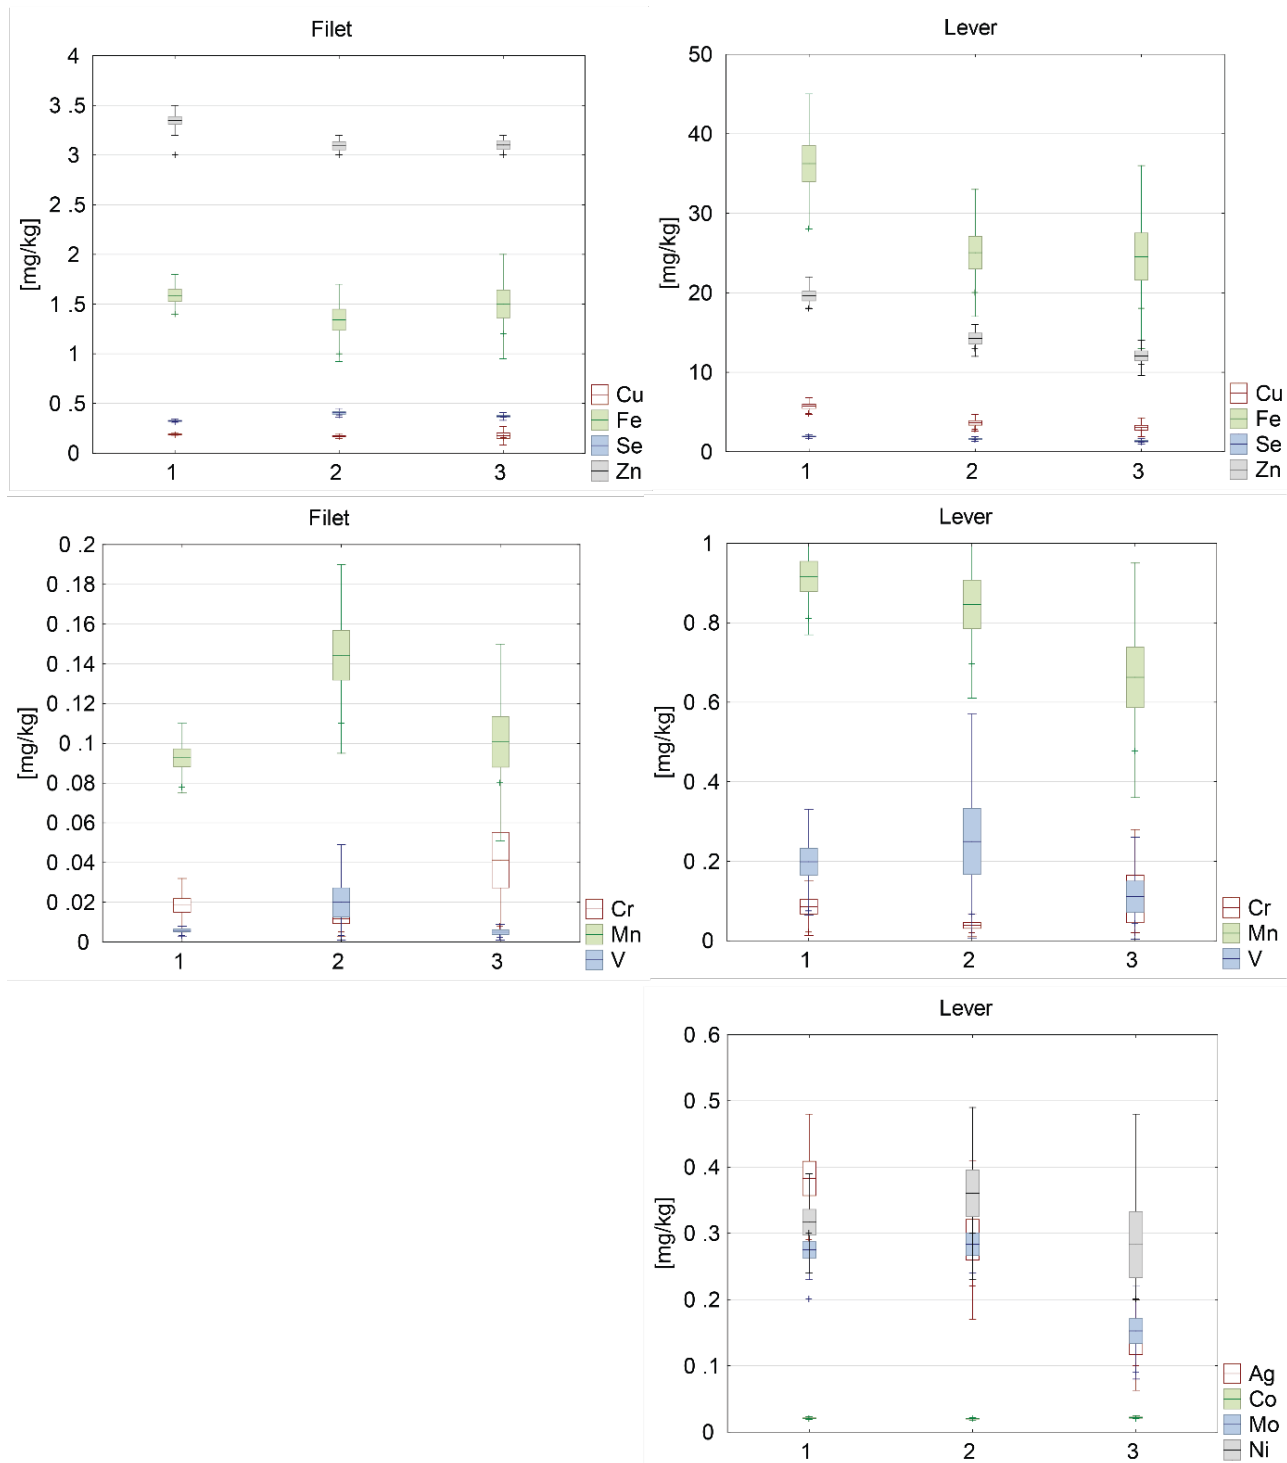 Filet
4
3 .5
3
2 .5
2
1 .5
1
0 .5
0
[mg/kg]
1 2 3
Cu
Fe
Se
Zn
Lever
50
40
30
20
10
0
[mg/kg]
1 2 3
Cu
Fe
Se
Zn
Filet
0 .2
0 .18
0 .16
0 .14
0 .12
0 .1
0 .08
0 .06
0 .04
0 .02
0
[mg/kg]
1 2 3
Cr
Mn
V
Lever
1
0 .8
0 .6
0 .4
0 .2
0
[mg/kg]
1 2 3
Cr
Mn
V
Lever
0 .6
0 .5
0 .4
0 .3
0 .2
0 .1
0
[mg/kg]
1 2 3
Ag
Co
Mo
Ni